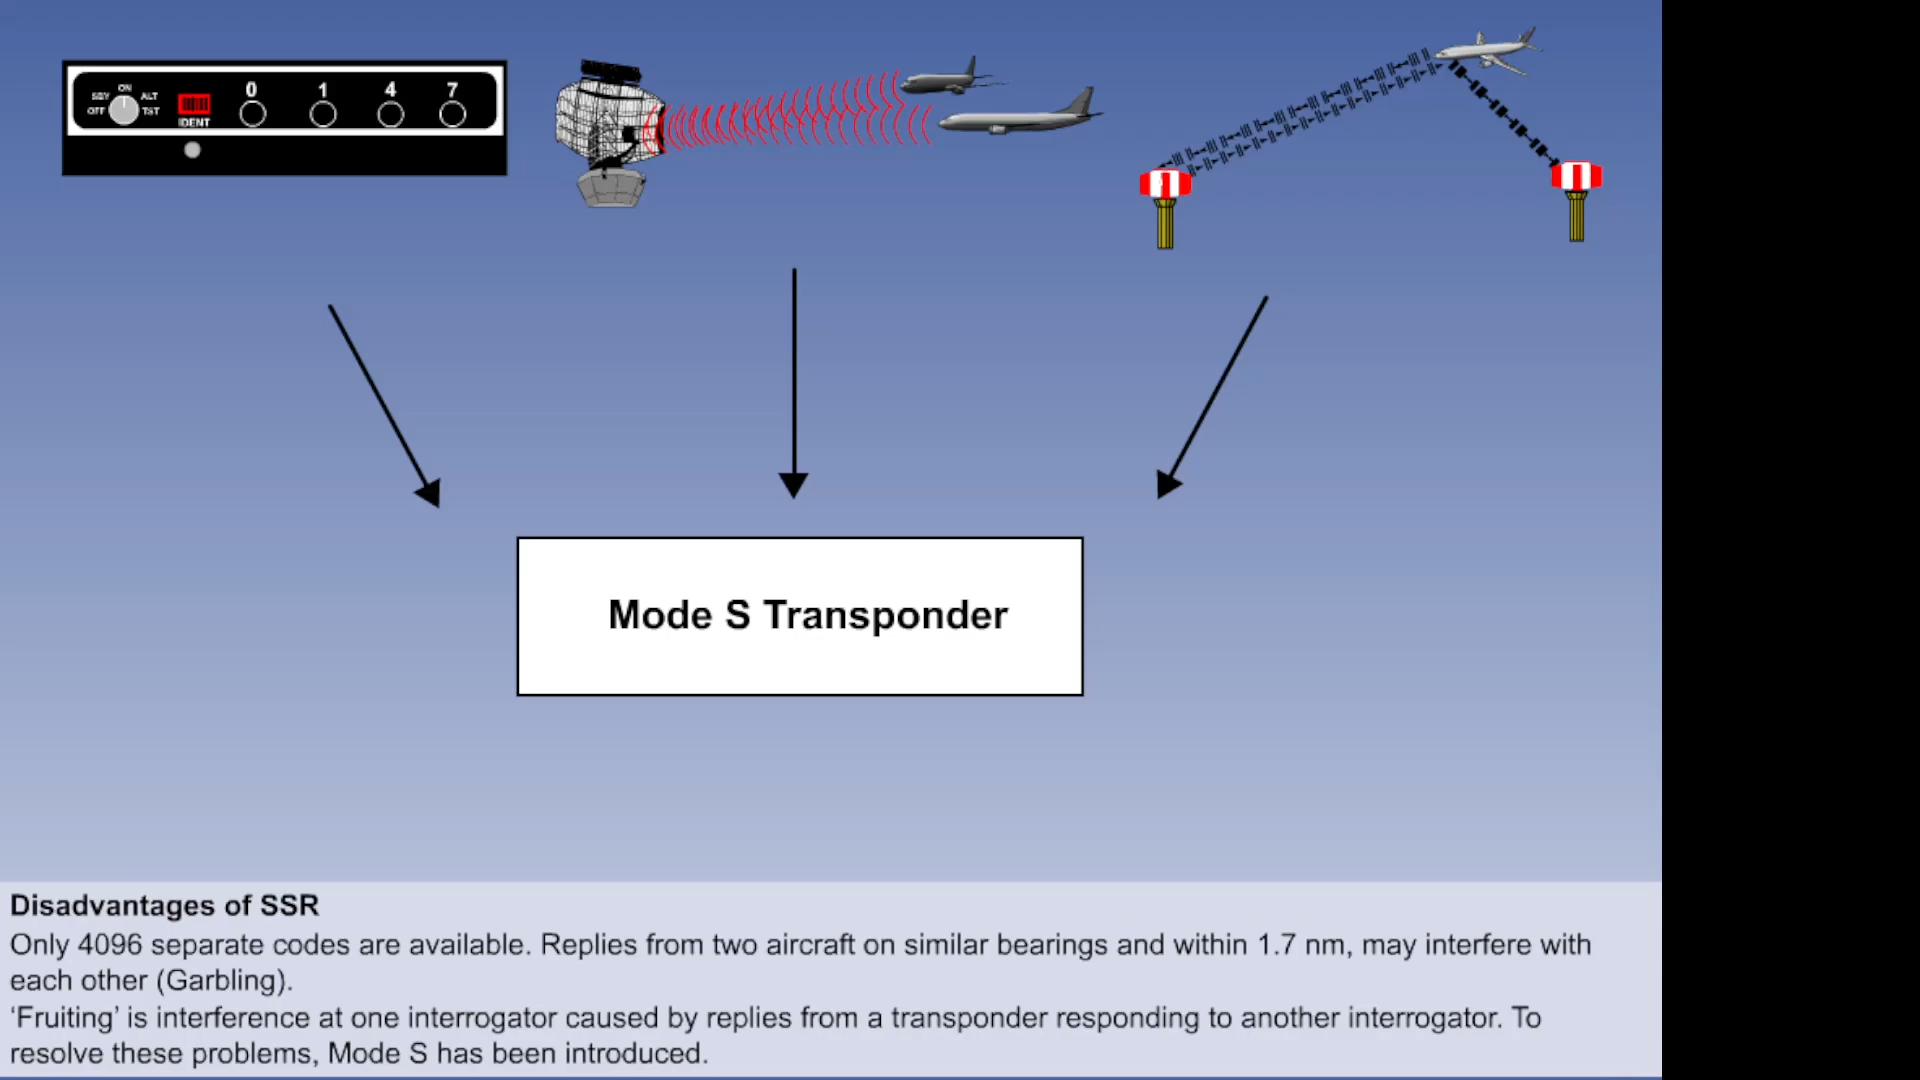 ON
SBY
ALT
OFF
TST
IDENT
0 1 4 7
Mode S Transponder
Disadvantages of SSR
Only 4096 separate codes are available. Replies from two aircraft on similar bearings and within 1.7 nm, may interfere with
each other (Garbling).
‘Fruiting’ is interference at one interrogator caused by replies from a transponder responding to another interrogator. To
resolve these problems, Mode S has been introduced.